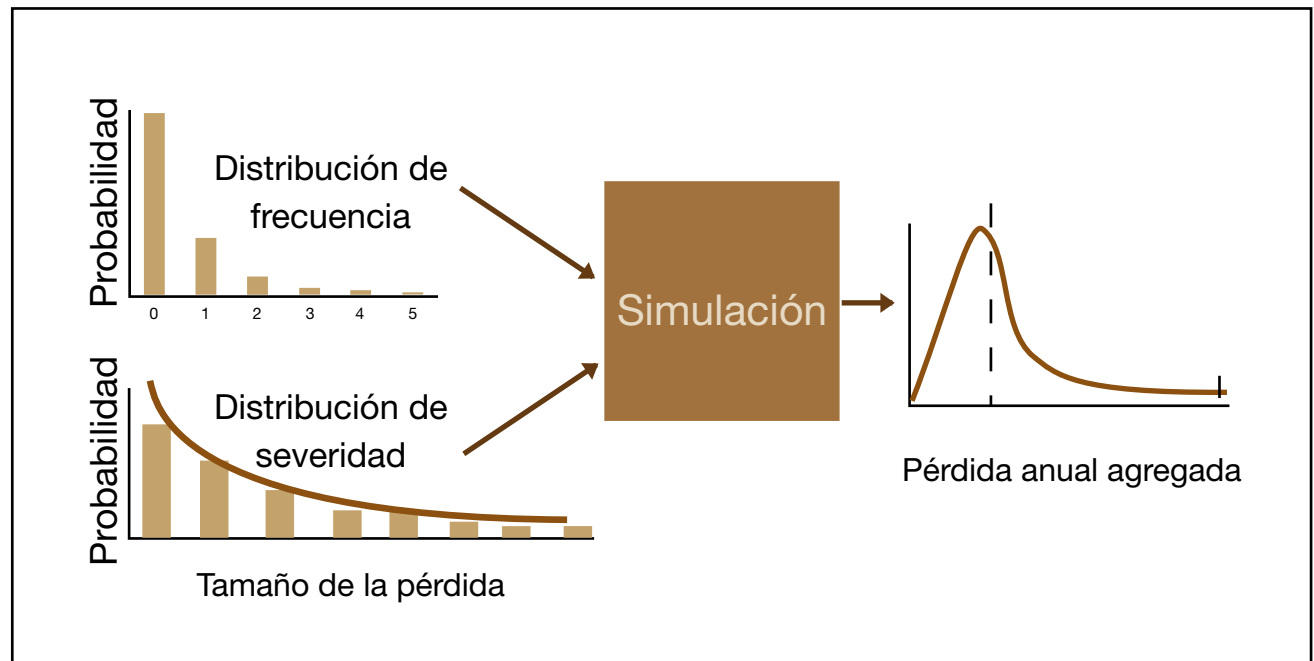 Probabilidad
Distribución de
frecuencia
0 1 2 3 4 5
Probabilidad
Distribución de
severidad
Tamaño de la pérdida
Simulación
Pérdida anual agregada